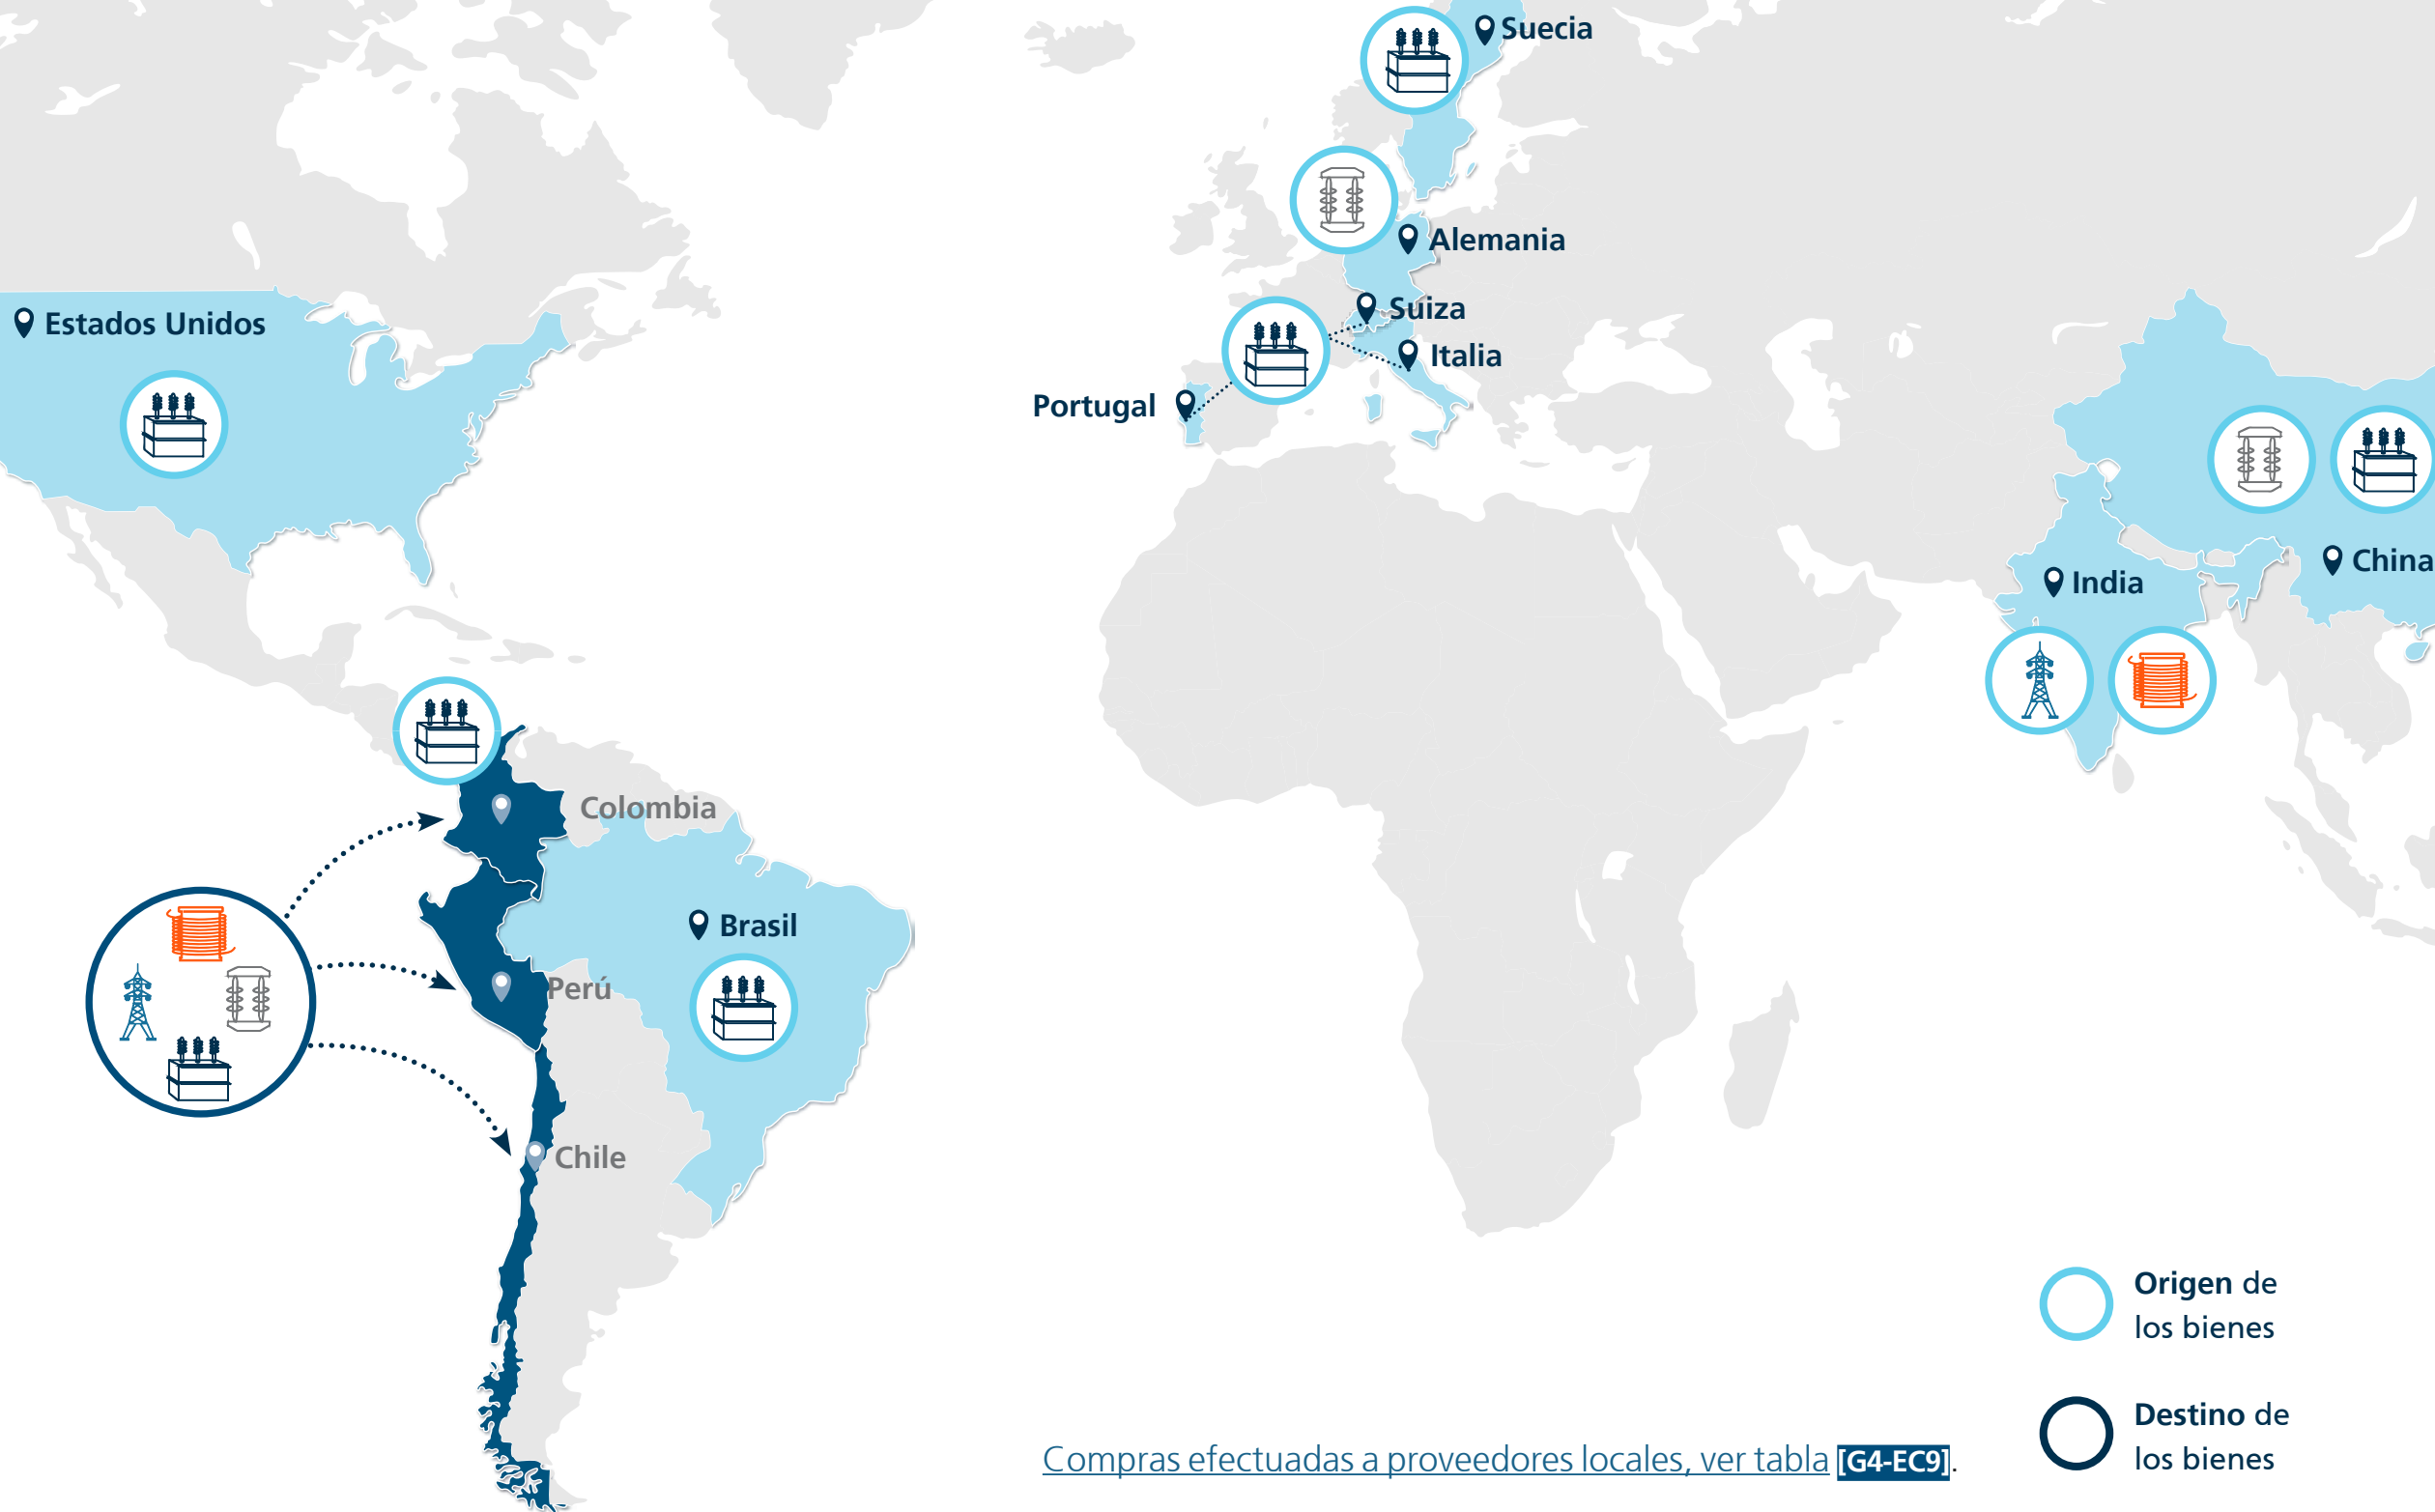 Suecia
Alemania
Estados Unidos
Suiza
Italia
Portugal
China
India
Colombia
Brasil
Perú
Chile
Origen de
los bienes
Destino de
los bienes
Compras efectuadas a proveedores locales, ver tabla [G4-EC9].